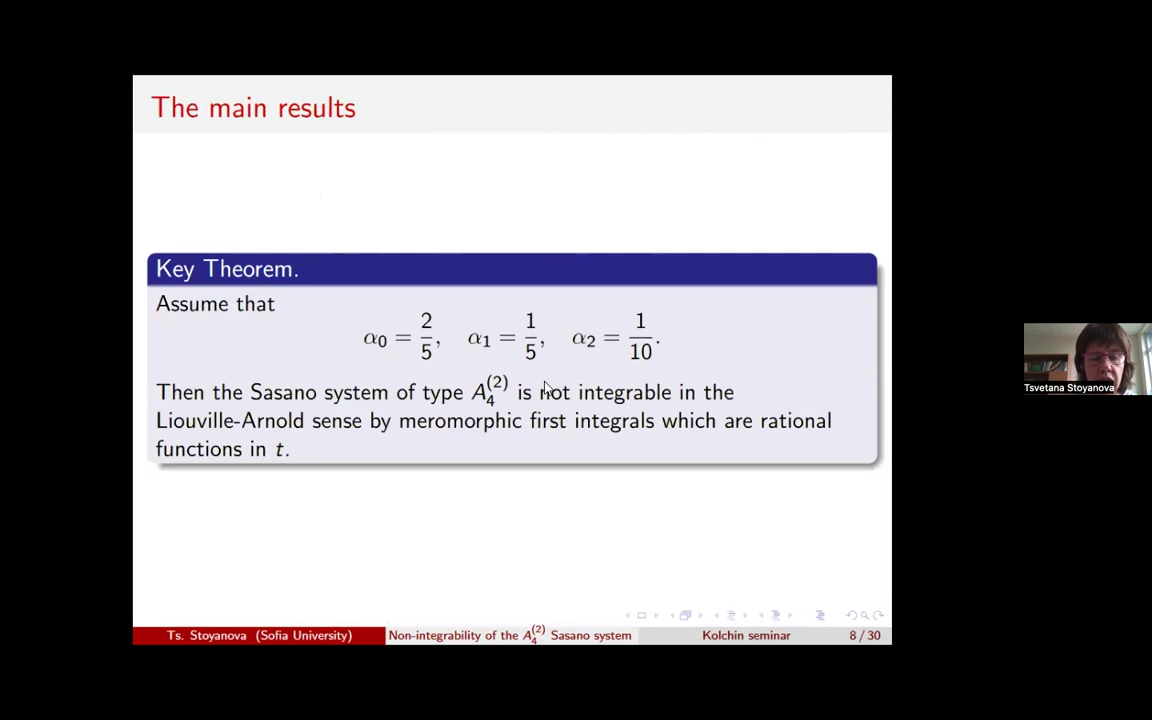 The main results
Key Theorem.
Assume that
α₀ = 2/5, α₁ = 1/5, α₂ = 1/10.
Then the Sasano system of type A₄⁽²⁾ is not integrable in the
Liouville-Arnold sense by meromorphic first integrals which are rational
functions in t.
Tsvetana Stoyanova
Ts. Stoyanova (Sofia University) Non-integrability of the A₄⁽²⁾ Sasano system Kolchin seminar 8 / 30